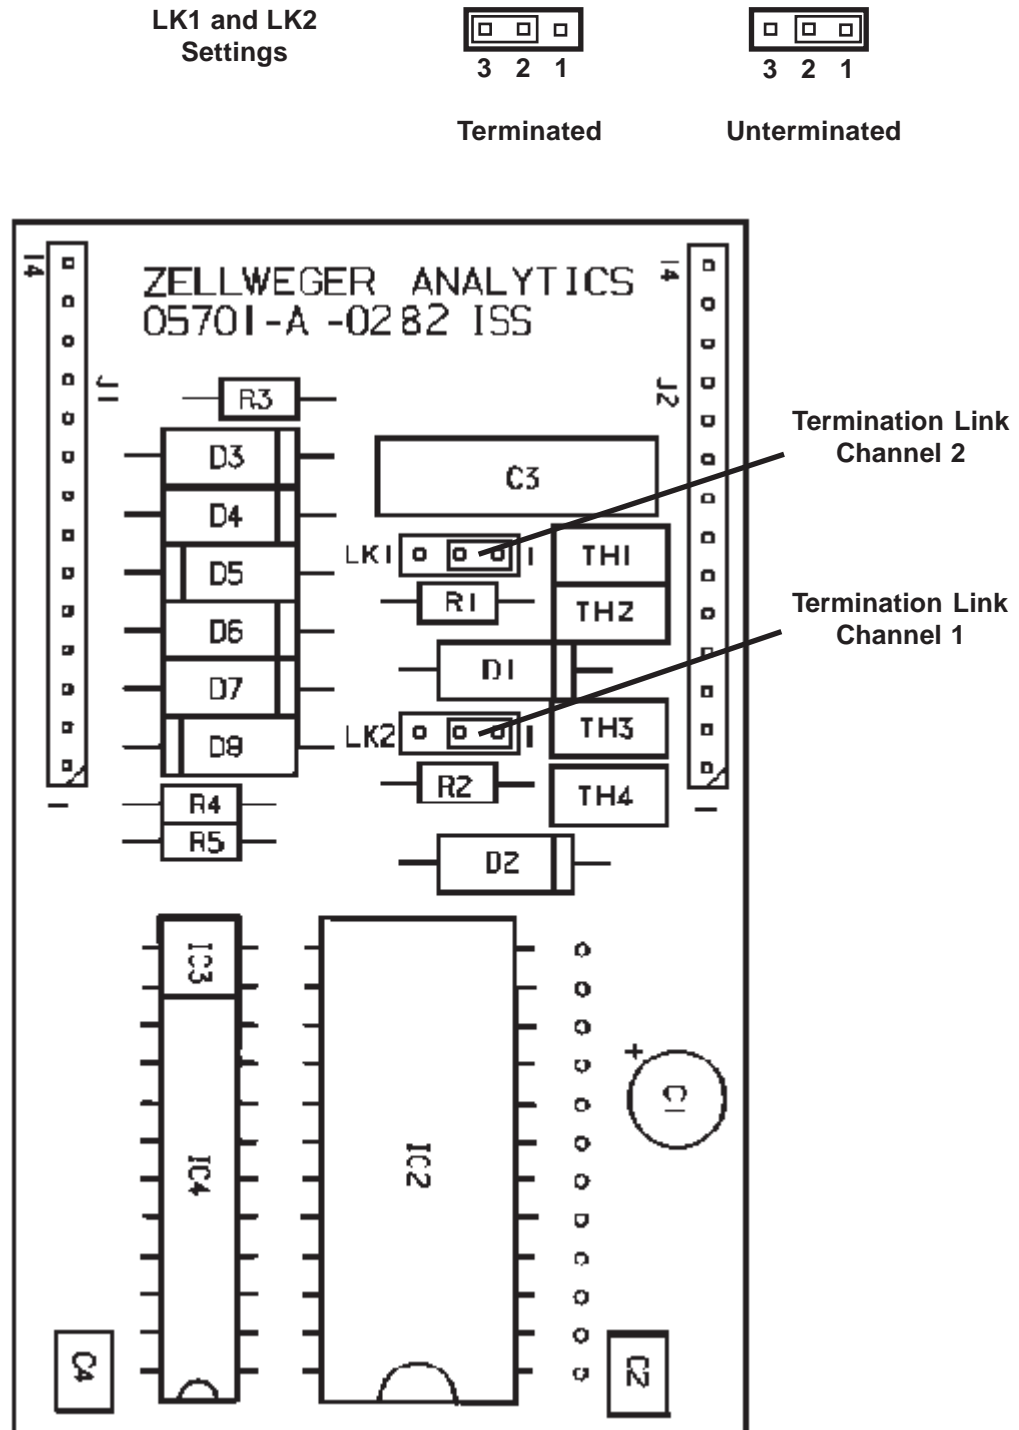 LK1 and LK2
Settings
3 2 1
3 2 1
Terminated
Unterminated
14
14
ZELLWEGER ANALYTICS
05701-A -0282 ISS
J1
J2
R3
D3
C3
Termination Link
Channel 2
D4
LK1
1
TH1
D5
R1
TH2
Termination Link
Channel 1
D6
D1
D7
LK2
1
TH3
D8
R2
TH4
R4
1
1
R5
D2
IC3
+
C1
IC4
IC2
C4
C2